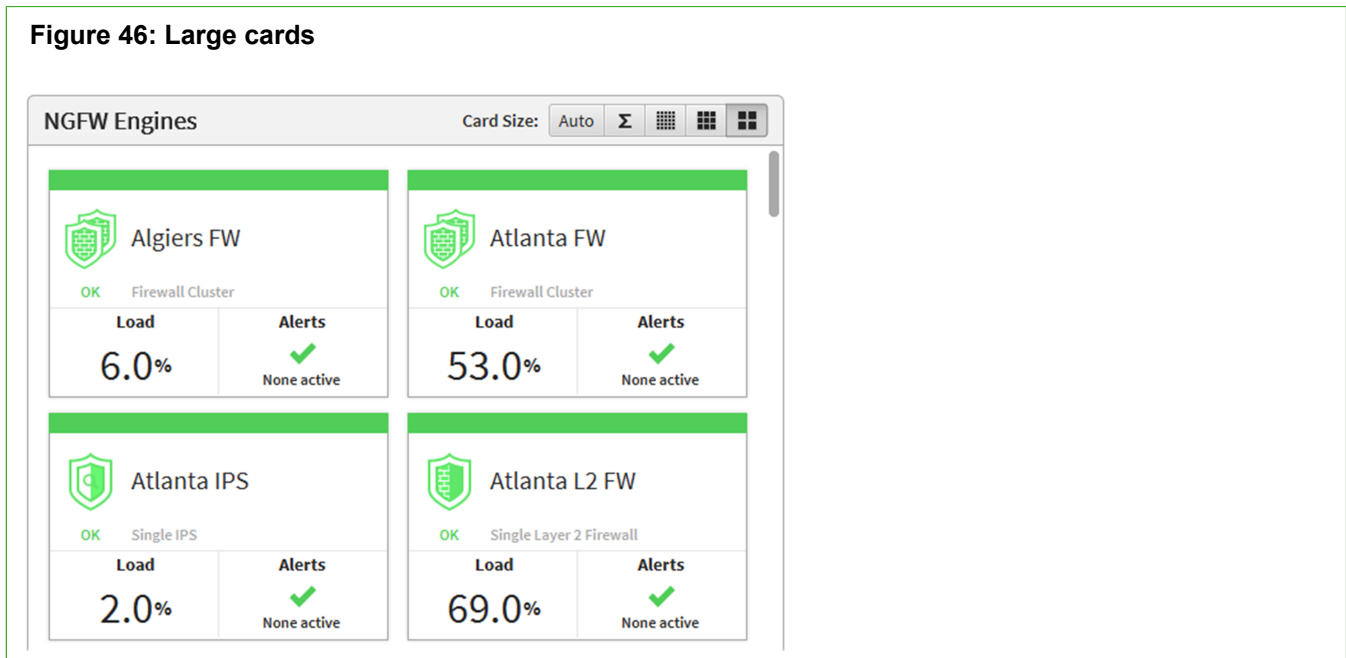 Figure 46: Large cards
NGFW Engines Card Size: Auto Σ
Algiers FW
OK Firewall Cluster
Load Alerts
6.0% None active
Atlanta FW
OK Firewall Cluster
Load Alerts
53.0% None active
Atlanta IPS
OK Single IPS
Load Alerts
2.0% None active
Atlanta L2 FW
OK Single Layer 2 Firewall
Load Alerts
69.0% None active